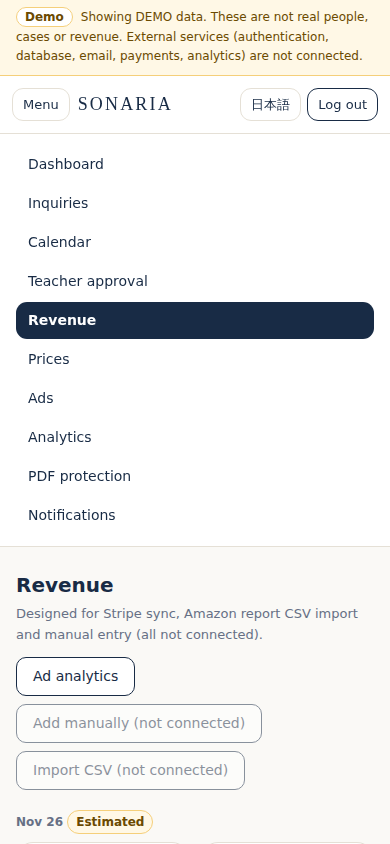 Demo Showing DEMO data. These are not real people,
cases or revenue. External services (authentication,
database, email, payments, analytics) are not connected.
Menu SONARIA 日本語 Log out
Dashboard
Inquiries
Calendar
Teacher approval
Revenue
Prices
Ads
Analytics
PDF protection
Notifications
Revenue
Designed for Stripe sync, Amazon report CSV import
and manual entry (all not connected).
Ad analytics
Add manually (not connected)
Import CSV (not connected)
Nov 26 Estimated